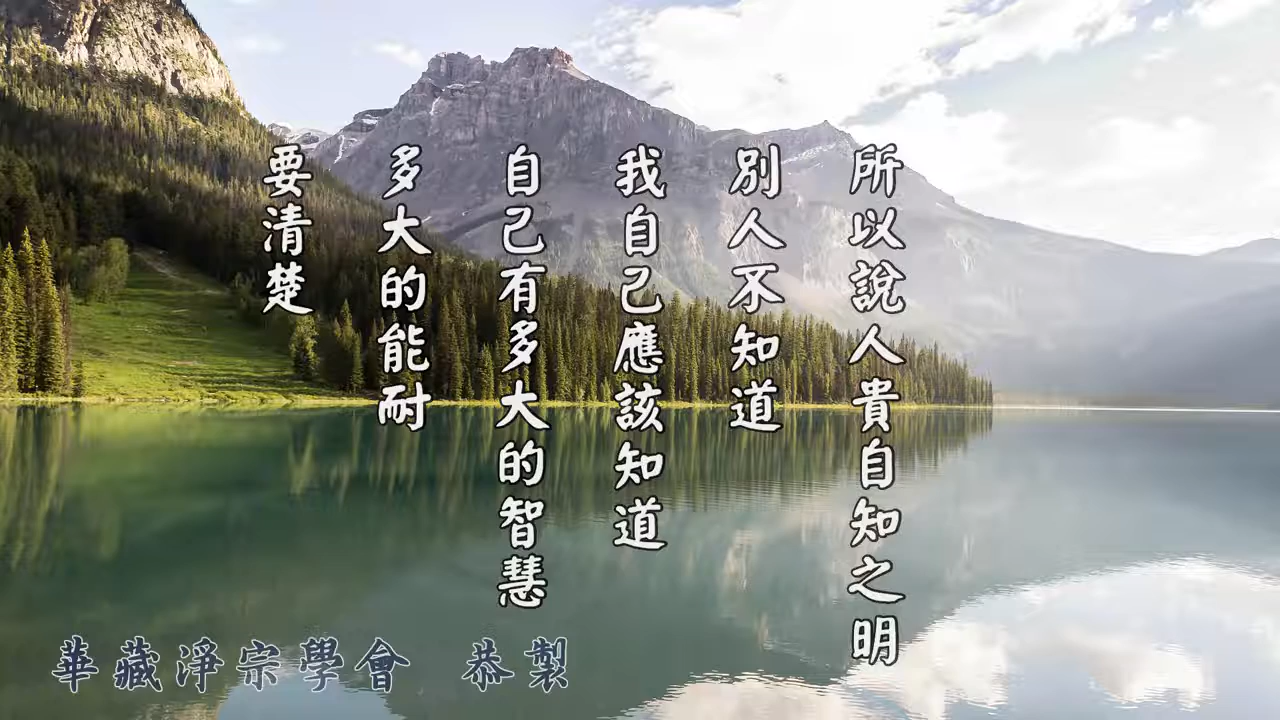 所以說人貴自知之明
別人不知道
我自己應該知道
自己有多大的智慧
多大的能耐
要清楚
華藏淨宗學會　恭製